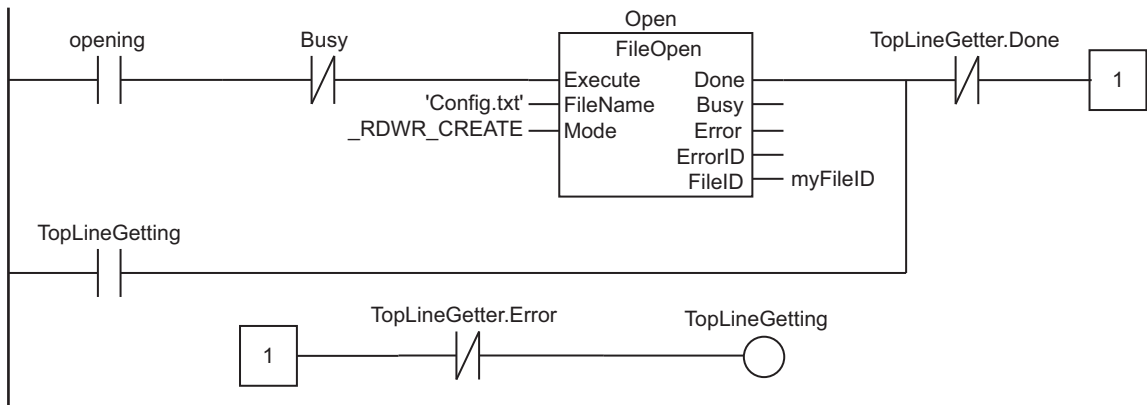 Open
opening
Busy
FileOpen
TopLineGetter.Done
Execute
Done
1
'Config.txt'
FileName
Busy
_RDWR_CREATE
Mode
Error
ErrorID
FileID
myFileID
TopLineGetting
TopLineGetter.Error
TopLineGetting
1